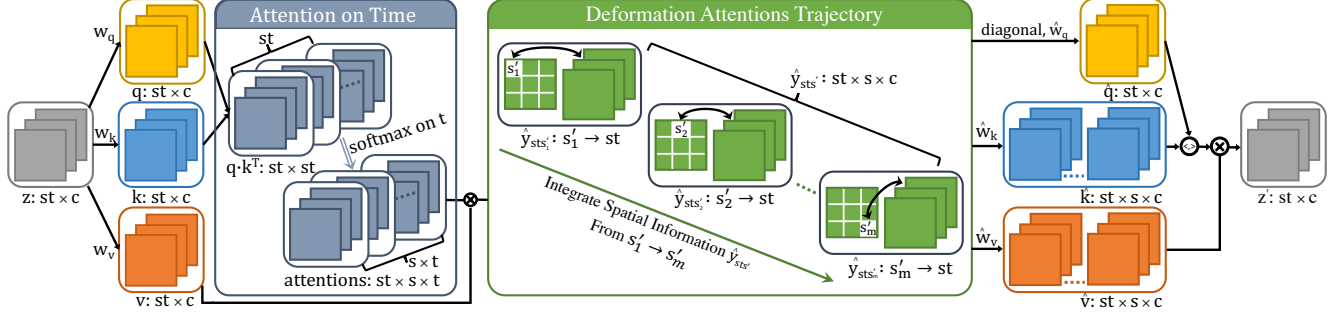 Attention on Time
Deformation Attentions Trajectory
z: st × c
w_q
w_k
w_v
q: st × c
k: st × c
v: st × c
st
q·k^T: st × st
softmax on t
s × t
attentions: st × s × t
s′_1
ŷ_sts′_1: s′_1 → st
s′_2
ŷ_sts′_2: s′_2 → st
s′_m
ŷ_sts′_m: s′_m → st
ŷ_sts′: st × s × c
Integrate Spatial Information ŷ_sts′
From s′_1 → s′_m
diagonal, ŵ_q
ŵ_k
ŵ_v
q̂: st × c
k̂: st × s × c
v̂: st × s × c
<,>
z′: st × c